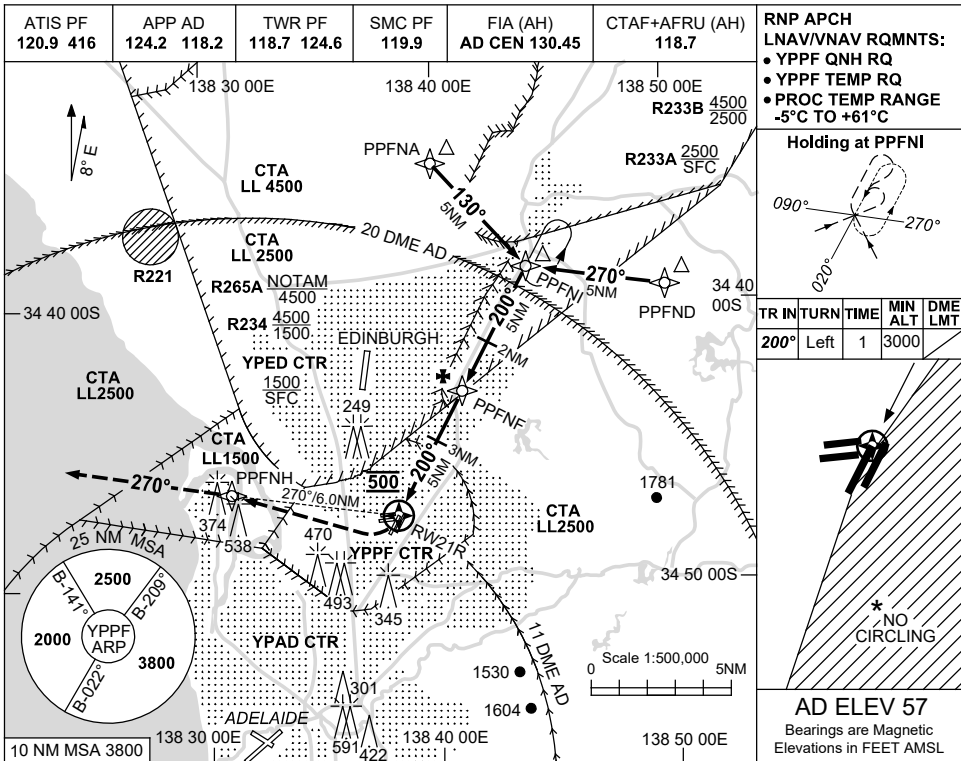 ATIS PF
120.9 416
APP AD
124.2 118.2
TWR PF
118.7 124.6
SMC PF
119.9
FIA (AH)
AD CEN 130.45
CTAF+AFRU (AH)
118.7
RNP APCH
LNAV/VNAV RQMNTS:
• YPPF QNH RQ
• YPPF TEMP RQ
• PROC TEMP RANGE
-5°C TO +61°C
138 30 00E
138 40 00E
138 50 00E
8° E
CTA
LL 4500
PPFNA
R233B 4500
2500
R233A 2500
SFC
130°
5NM
CTA
LL 2500
20 DME AD
R221
R265A NOTAM
4500
R234 4500
1500
PPFNI
270°
5NM
PPFND
34 40
00S
34 40 00S
200°
5NM
2NM
EDINBURGH
YPED CTR
1500
SFC
CTA
LL2500
249
PPFNF
CTA
LL1500
PPFNH
270°
270°/6.0NM
500
200°
5NM
3NM
RW21R
1781
CTA
LL2500
374
538
470
493
345
YPPF CTR
34 50 00S
25 NM MSA
2500
B-141°
B-209°
2000
YPPF
ARP
3800
B-022°
YPAD CTR
11 DME AD
1530
1604
301
591
422
ADELAIDE
0
Scale 1:500,000
5NM
10 NM MSA 3800
138 30 00E
138 40 00E
138 50 00E
Holding at PPFNI
090°
270°
020°
TR IN
TURN
TIME
MIN
ALT
DME
LMT
200°
Left
1
3000
*
NO
CIRCLING
AD ELEV 57
Bearings are Magnetic
Elevations in FEET AMSL